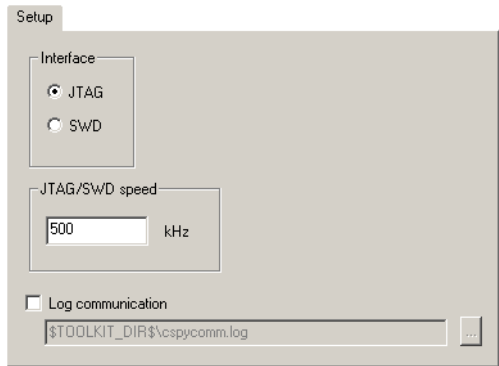 Setup
Interface
JTAG
SWD
JTAG/SWD speed
500 kHz
Log communication
$TOOLKIT_DIR$\cspycomm.log ...